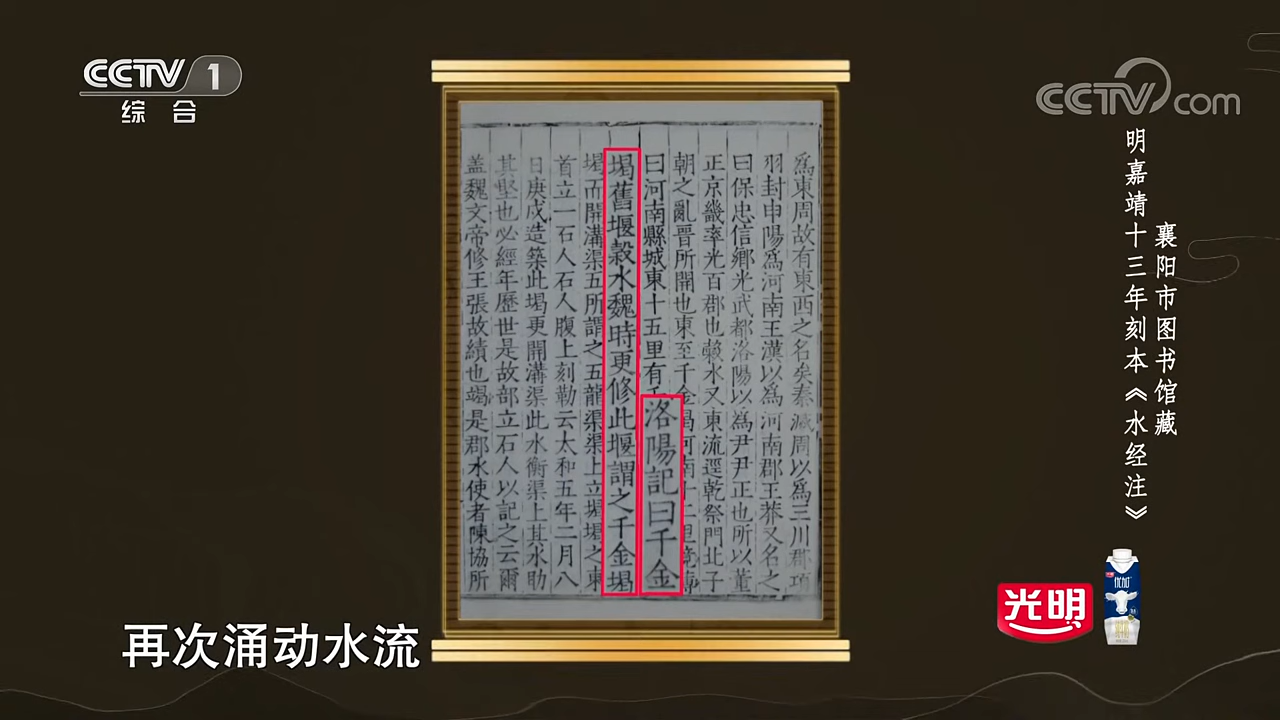 CCTV 1
综合
CCTV com
爲東周故有東西之名矣秦滅周以爲三川郡項
羽封申陽爲河南王漢以爲河南郡王莽又名之
曰保忠信鄉光武都洛陽以爲尹尹正也所以董
正京畿率光百郡也穀水又東流逕乾祭門北子
朝之亂晉所開也東至千金堨河南十二里
曰河南縣城東十五里有
洛陽記曰千金
堨舊堰穀水魏時更修此堰謂之千金堨
堨而開溝渠五所謂之五龍渠渠上立堨堨之東
首立一石人石人腹上刻勒云太和五年二月八
日庚戌造築此堨更開溝渠此水衡渠上其水助
其堅也必經年歷世是故部立石人以記之云爾
蓋魏文帝修王張故績也堨是郡水使者陳協所
襄阳市图书馆藏
明嘉靖十三年刻本《水经注》
光明
再次涌动水流